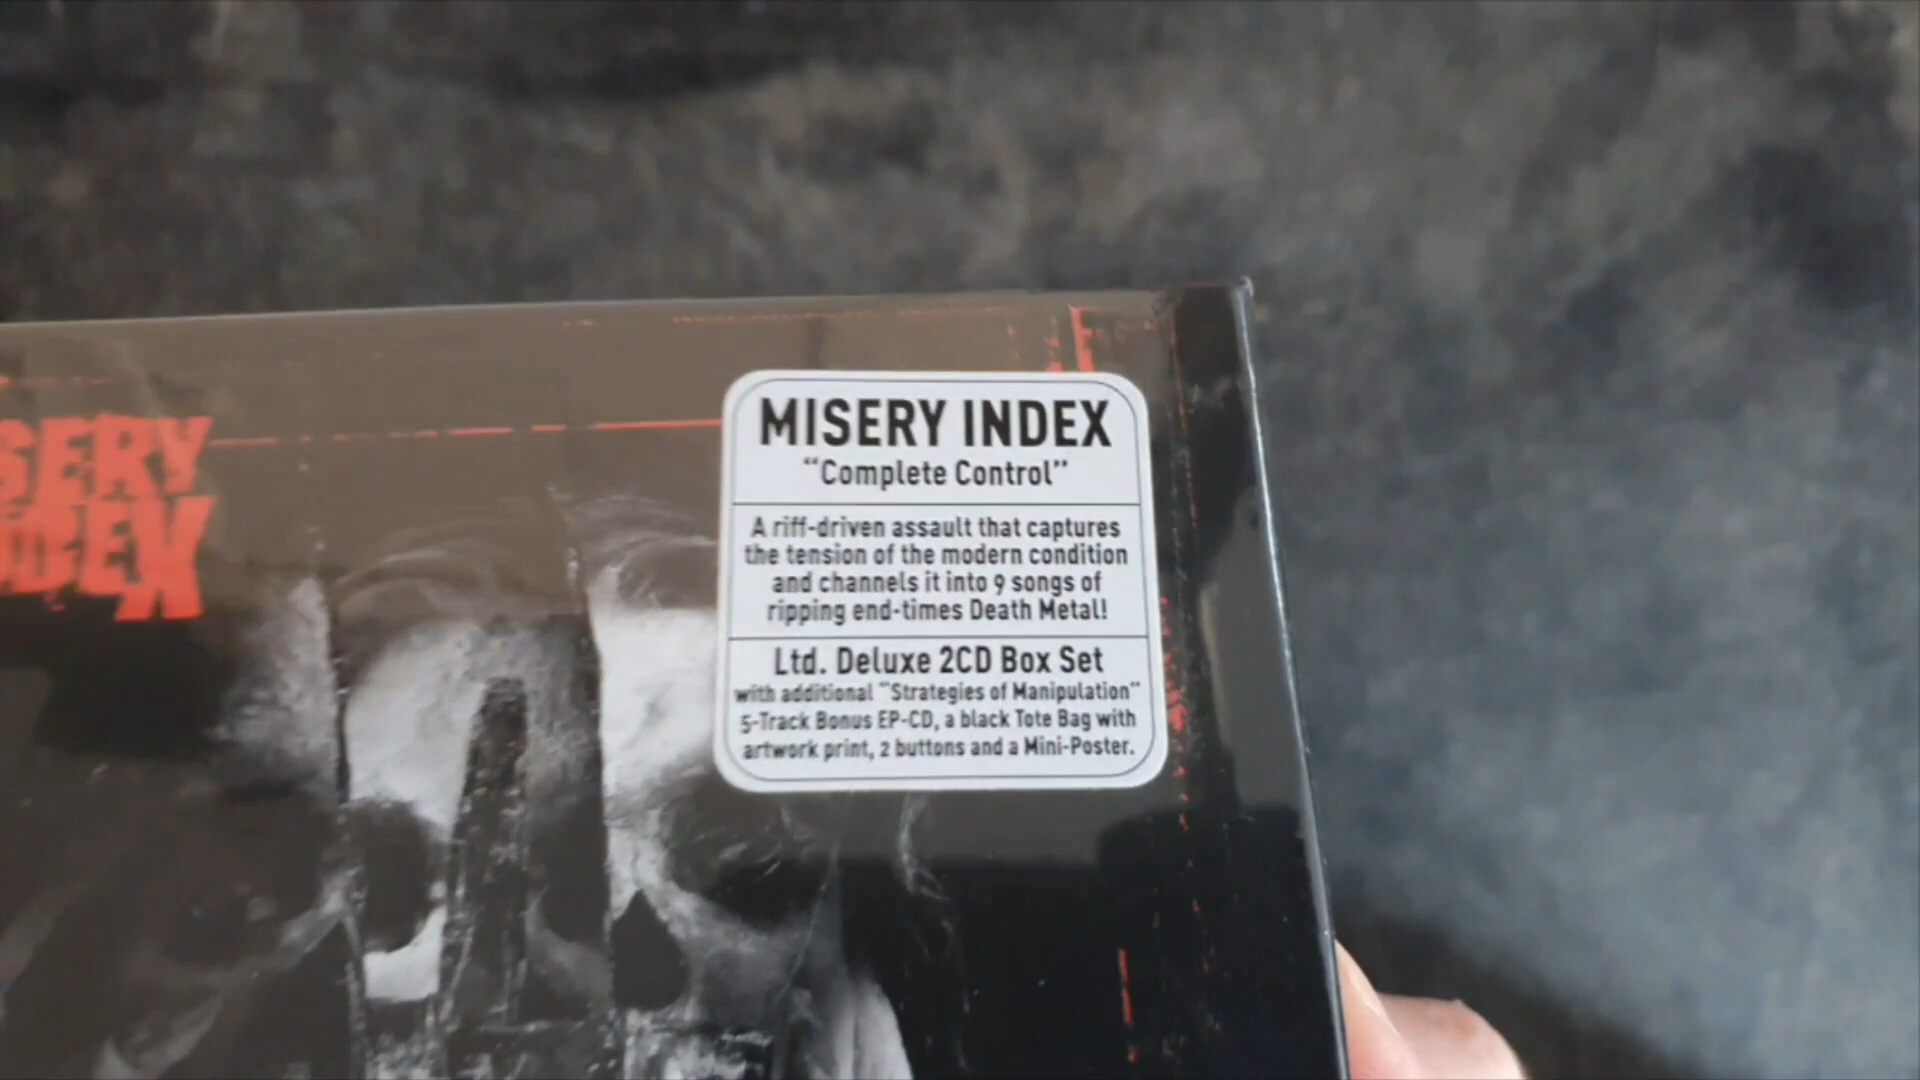 MISERY INDEX
“Complete Control”
A riff-driven assault that captures
the tension of the modern condition
and channels it into 9 songs of
ripping end-times Death Metal!
Ltd. Deluxe 2CD Box Set
with additional “Strategies of Manipulation”
5-Track Bonus EP-CD, a black Tote Bag with
artwork print, 2 buttons and a Mini-Poster.
SERY
NDEX